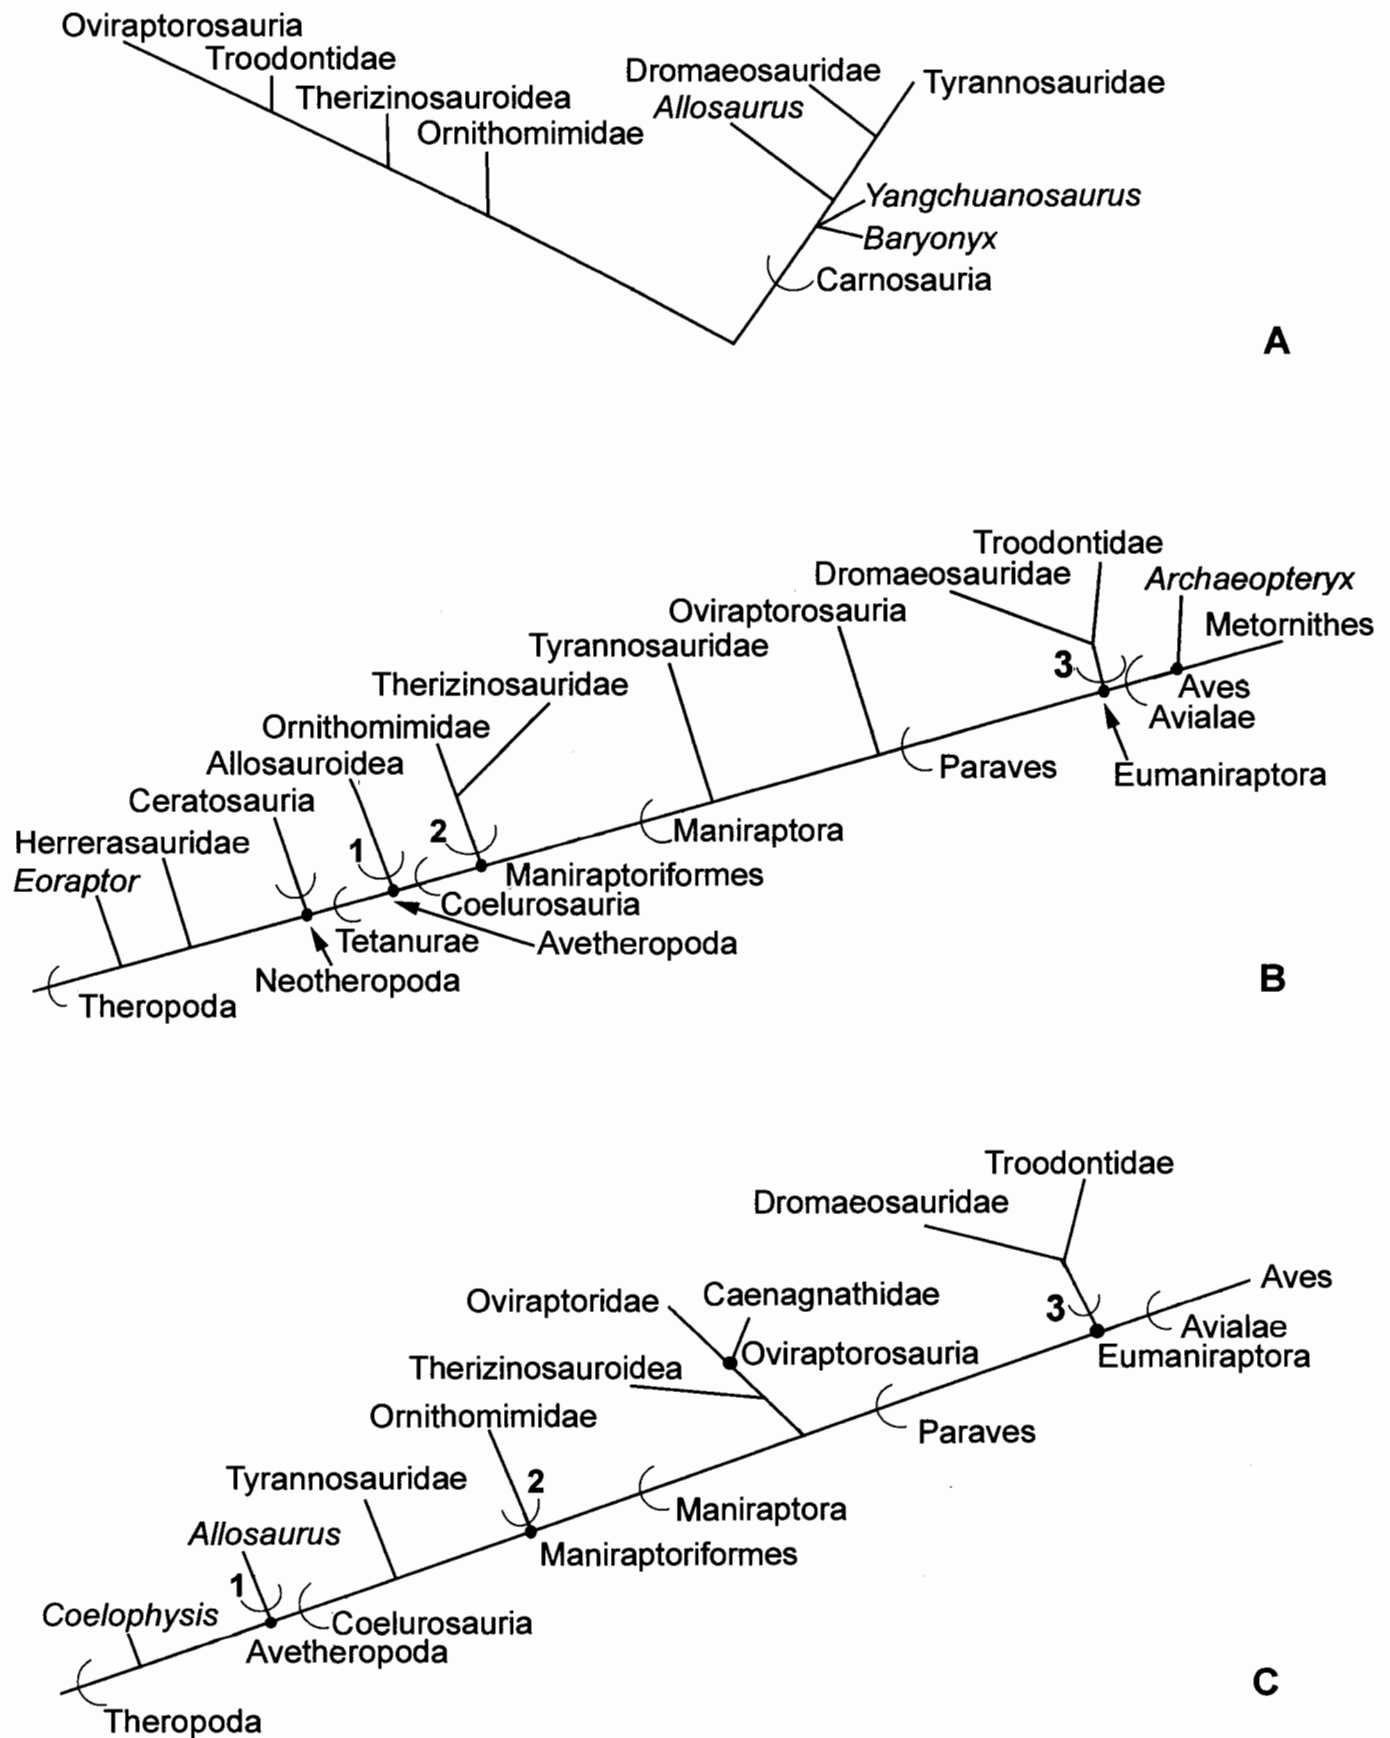 Oviraptorosauria
Troodontidae
Therizinosauroidea
Ornithomimidae
Dromaeosauridae
Allosaurus
Tyrannosauridae
Yangchuanosaurus
Baryonyx
Carnosauria
A
Troodontidae
Dromaeosauridae
Archaeopteryx
Oviraptorosauria
Metornithes
Tyrannosauridae
3
Therizinosauridae
Aves
Ornithomimidae
Avialae
Allosauroidea
Paraves
Eumaniraptora
Ceratosauria
2
Maniraptora
Herrerasauridae
1
Eoraptor
Maniraptoriformes
Coelurosauria
Tetanurae
Avetheropoda
Neotheropoda
Theropoda
B
Troodontidae
Dromaeosauridae
Aves
Oviraptoridae
Caenagnathidae
3
Avialae
Oviraptorosauria
Eumaniraptora
Therizinosauroidea
Ornithomimidae
Paraves
Tyrannosauridae
2
Maniraptora
Allosaurus
Maniraptoriformes
1
Coelophysis
Coelurosauria
Avetheropoda
C
Theropoda